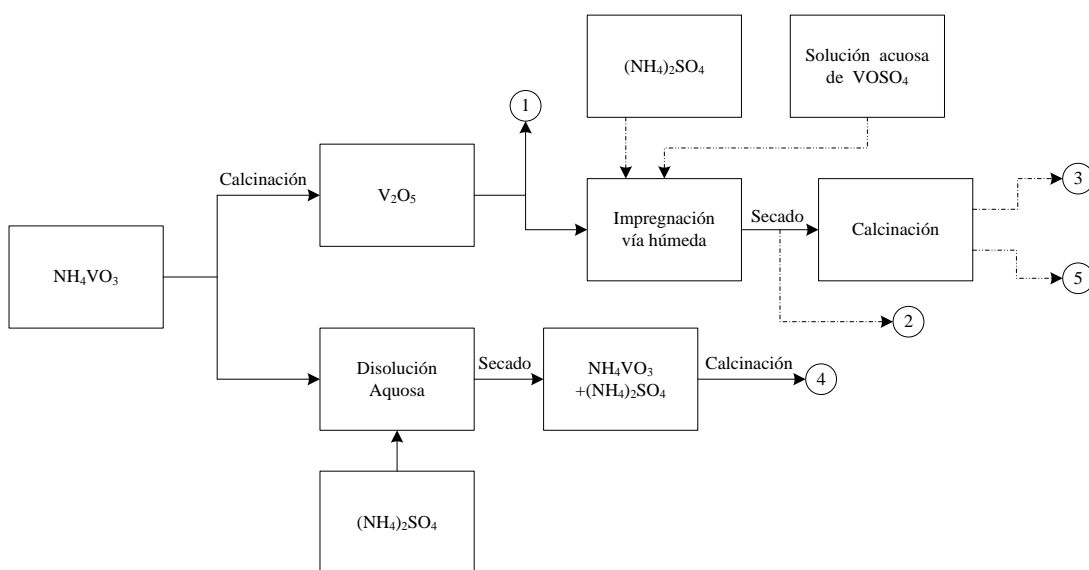 (NH4)2SO4
Solución acuosa
de VOSO4
1
Calcinación
V2O5
Impregnación
vía húmeda
Secado
Calcinación
3
5
2
NH4VO3
Disolución
Aquosa
Secado
NH4VO3
+(NH4)2SO4
Calcinación
4
(NH4)2SO4